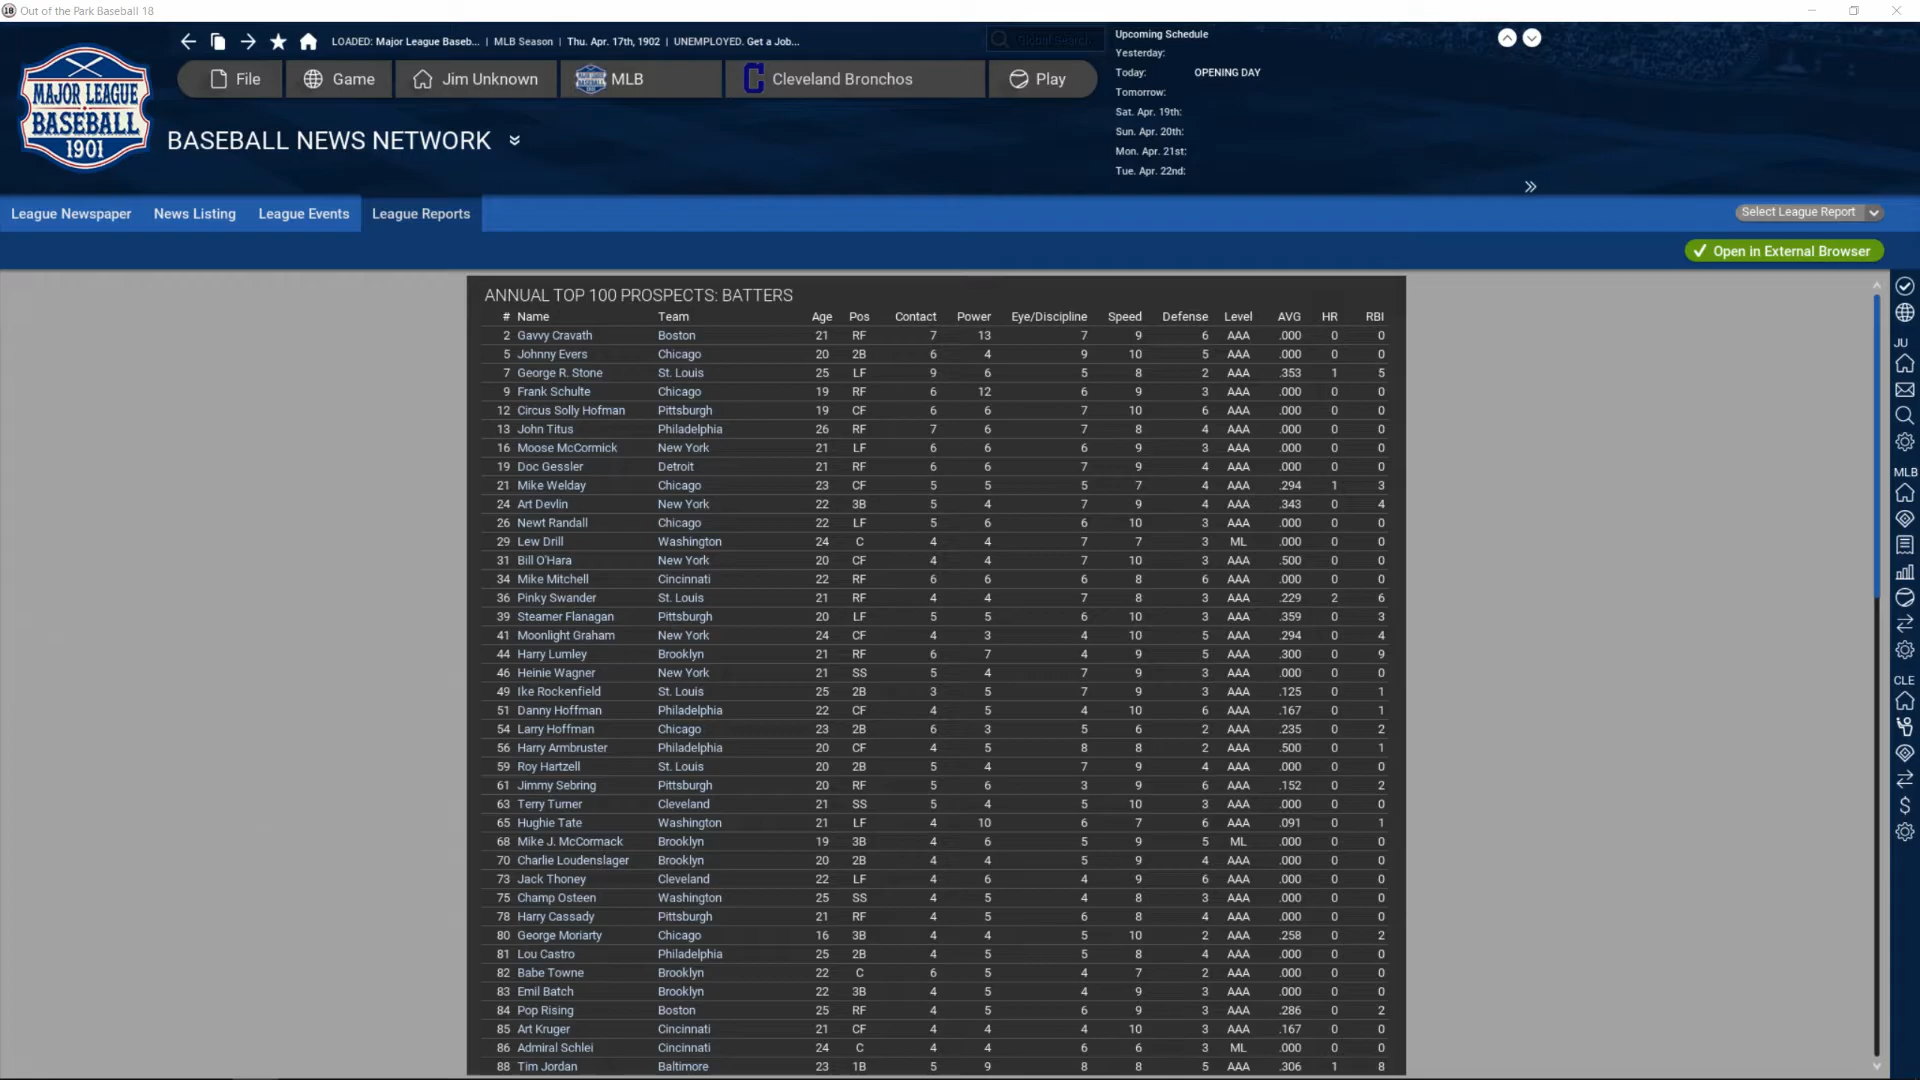 Out of the Park Baseball 18
LOADED: Major League Baseb... | MLB Season | Thu. Apr. 17th, 1902 | UNEMPLOYED. Get a Job...
Global Search
File
Game
Jim Unknown
MLB
Cleveland Bronchos
Play
MAJOR LEAGUE
BASEBALL
1901
BASEBALL NEWS NETWORK
Upcoming Schedule
Yesterday:
Today: OPENING DAY
Tomorrow:
Sat. Apr. 19th:
Sun. Apr. 20th:
Mon. Apr. 21st:
Tue. Apr. 22nd:
League Newspaper News Listing League Events League Reports
Select League Report
Open in External Browser
ANNUAL TOP 100 PROSPECTS: BATTERS
# Name Team Age Pos Contact Power Eye/Discipline Speed Defense Level AVG HR RBI
2 Gavvy Cravath Boston 21 RF 7 13 7 9 6 AAA .000 0 0
5 Johnny Evers Chicago 20 2B 6 4 9 10 5 AAA .000 0 0
7 George R. Stone St. Louis 25 LF 9 6 5 8 2 AAA .353 1 5
9 Frank Schulte Chicago 19 RF 6 12 6 9 3 AAA .000 0 0
12 Circus Solly Hofman Pittsburgh 19 CF 6 6 7 10 6 AAA .000 0 0
13 John Titus Philadelphia 26 RF 7 6 7 8 4 AAA .000 0 0
16 Moose McCormick New York 21 LF 6 6 6 9 3 AAA .000 0 0
19 Doc Gessler Detroit 21 RF 6 6 7 9 4 AAA .000 0 0
21 Mike Welday Chicago 23 CF 5 5 5 7 4 AAA .294 1 3
24 Art Devlin New York 22 3B 5 4 7 9 4 AAA .343 0 4
26 Newt Randall Chicago 22 LF 5 6 6 10 3 AAA .000 0 0
29 Lew Drill Washington 24 C 4 4 7 7 3 ML .000 0 0
31 Bill O'Hara New York 20 CF 4 4 7 10 3 AAA .500 0 0
34 Mike Mitchell Cincinnati 22 RF 6 6 6 8 6 AAA .000 0 0
36 Pinky Swander St. Louis 21 RF 4 4 7 8 3 AAA .229 2 6
39 Steamer Flanagan Pittsburgh 20 LF 5 5 6 10 3 AAA .359 0 3
41 Moonlight Graham New York 24 CF 4 3 4 10 5 AAA .294 0 4
44 Harry Lumley Brooklyn 21 RF 6 7 4 9 5 AAA .300 0 9
46 Heinie Wagner New York 21 SS 5 4 7 9 3 AAA .000 0 0
49 Ike Rockenfield St. Louis 25 2B 3 5 7 9 3 AAA .125 0 1
51 Danny Hoffman Philadelphia 22 CF 4 5 4 10 6 AAA .167 0 1
54 Larry Hoffman Chicago 23 2B 6 3 5 6 2 AAA .235 0 2
56 Harry Armbruster Philadelphia 20 CF 4 5 8 8 2 AAA .500 0 1
59 Roy Hartzell St. Louis 20 2B 5 4 7 9 4 AAA .000 0 0
61 Jimmy Sebring Pittsburgh 20 RF 5 6 3 9 6 AAA .152 0 2
63 Terry Turner Cleveland 21 SS 5 4 5 10 3 AAA .000 0 0
65 Hughie Tate Washington 21 LF 4 10 6 7 6 AAA .091 0 1
68 Mike J. McCormack Brooklyn 19 3B 4 6 5 9 5 ML .000 0 0
70 Charlie Loudenslager Brooklyn 20 2B 4 4 5 9 4 AAA .000 0 0
73 Jack Thoney Cleveland 22 LF 4 6 4 9 6 AAA .000 0 0
75 Champ Osteen Washington 25 SS 4 5 4 8 3 AAA .000 0 0
78 Harry Cassady Pittsburgh 21 RF 4 5 6 8 4 AAA .000 0 0
80 George Moriarty Chicago 16 3B 4 4 5 10 2 AAA .258 0 2
81 Lou Castro Philadelphia 25 2B 4 5 5 8 4 AAA .000 0 0
82 Babe Towne Brooklyn 22 C 6 5 4 7 2 AAA .000 0 0
83 Emil Batch Brooklyn 22 3B 4 5 4 9 3 AAA .000 0 0
84 Pop Rising Boston 25 RF 4 5 6 9 3 AAA .286 0 2
85 Art Kruger Cincinnati 21 CF 4 4 4 10 3 AAA .167 0 0
86 Admiral Schlei Cincinnati 24 C 4 4 6 6 3 ML .000 0 0
88 Tim Jordan Baltimore 23 1B 5 9 8 8 5 AAA .306 1 8
JU
MLB
CLE